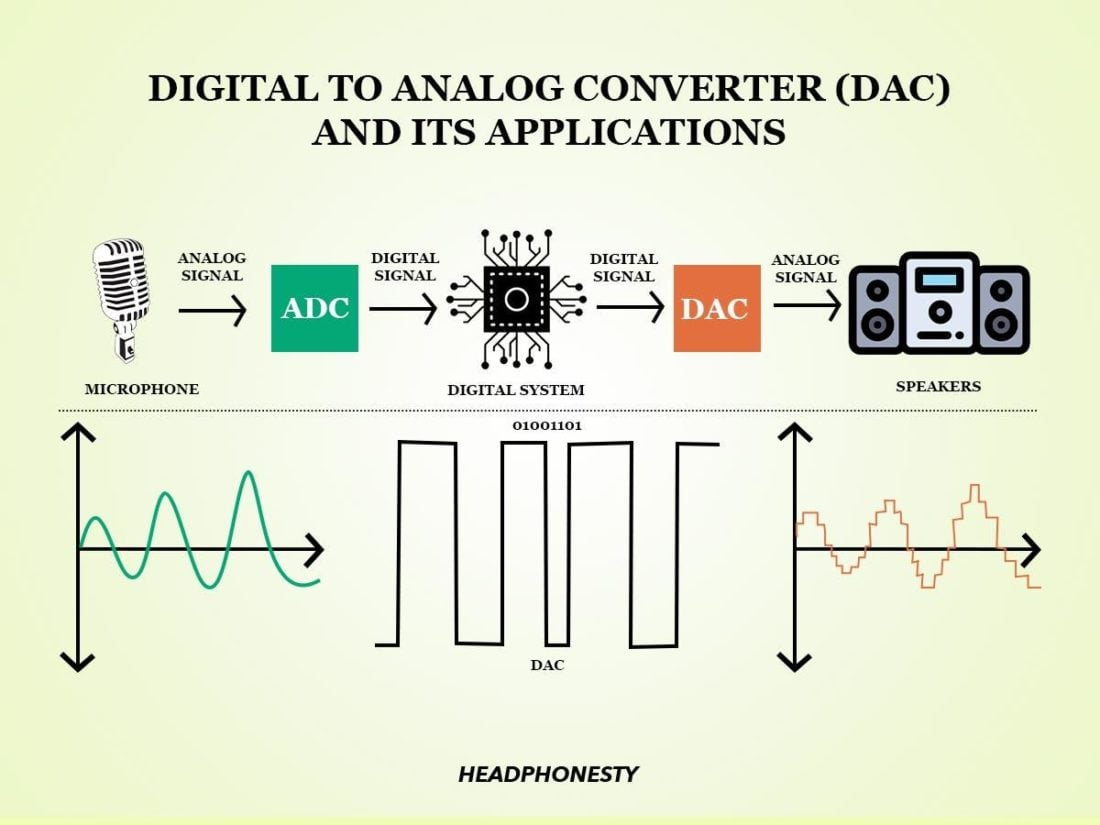 DIGITAL TO ANALOG CONVERTER (DAC)
AND ITS APPLICATIONS
ANALOG
SIGNAL
ADC
DIGITAL
SIGNAL
DIGITAL
SIGNAL
DAC
ANALOG
SIGNAL
MICROPHONE
DIGITAL SYSTEM
SPEAKERS
01001101
DAC
HEADPHONESTY